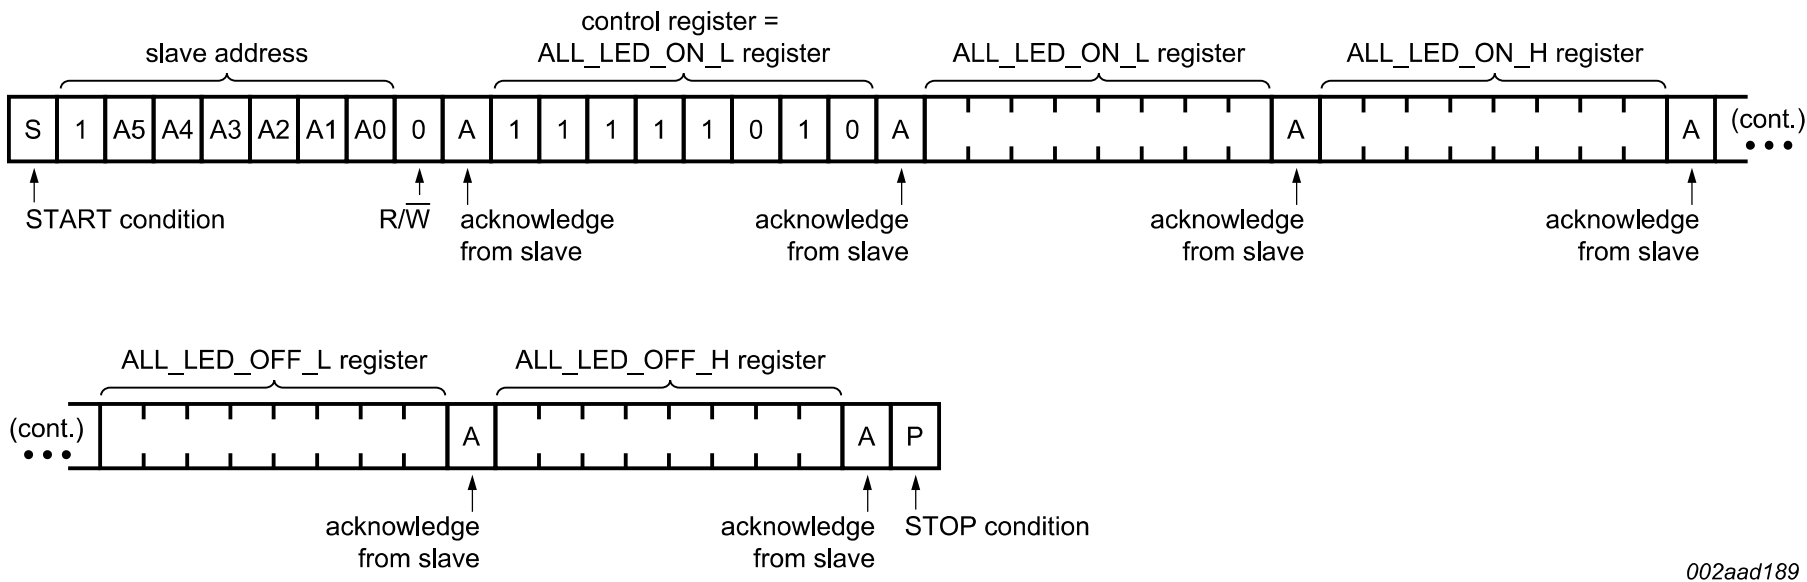 control register =
slave address ALL_LED_ON_L register ALL_LED_ON_L register ALL_LED_ON_H register
S 1 A5 A4 A3 A2 A1 A0 0 A 1 1 1 1 1 0 1 0 A A A (cont.)
START condition R/W̅ acknowledge acknowledge acknowledge acknowledge
from slave from slave from slave from slave
ALL_LED_OFF_L register ALL_LED_OFF_H register
(cont.) A A P
acknowledge acknowledge STOP condition
from slave from slave
002aad189